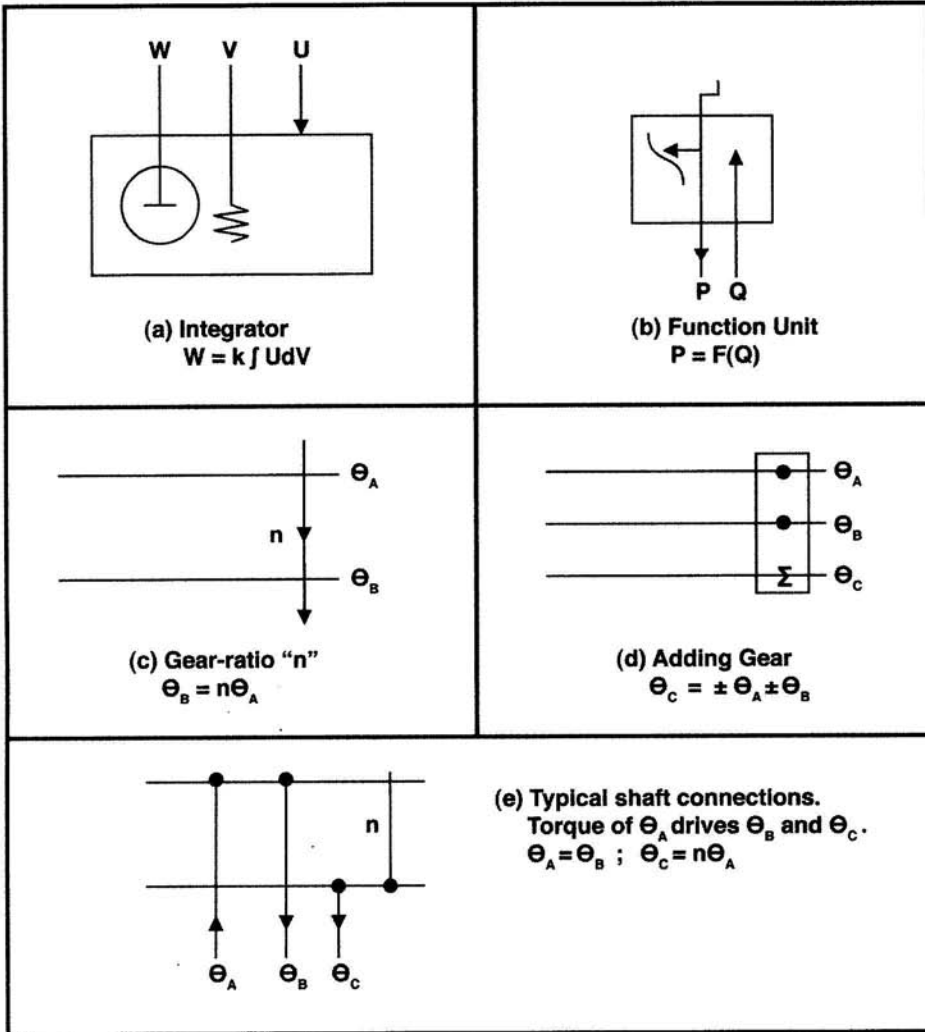 W V U
(a) Integrator
W = k ∫ UdV
P Q
(b) Function Unit
P = F(Q)
Θ_A
n
Θ_B
(c) Gear-ratio “n”
Θ_B = nΘ_A
Θ_A
Θ_B
Σ Θ_C
(d) Adding Gear
Θ_C = ± Θ_A ± Θ_B
n
Θ_A Θ_B Θ_C
(e) Typical shaft connections.
Torque of Θ_A drives Θ_B and Θ_C.
Θ_A = Θ_B ; Θ_C = nΘ_A